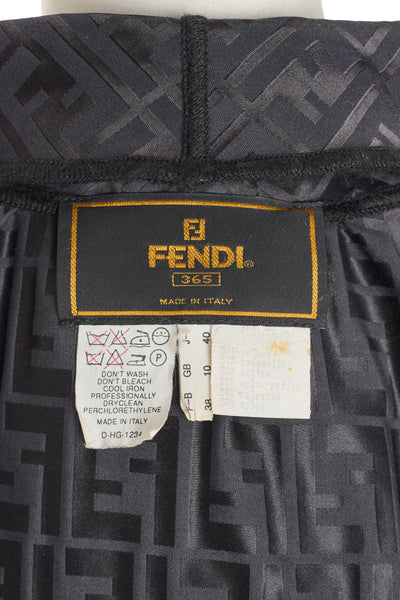 FENDI®
365
MADE IN ITALY
DON'T WASH
DON'T BLEACH
COOL IRON
PROFESSIONALLY
DRYCLEAN
PERCHLORETHYLENE
MADE IN ITALY
D-HG-1234
J- 40
GB 10
F-B 38